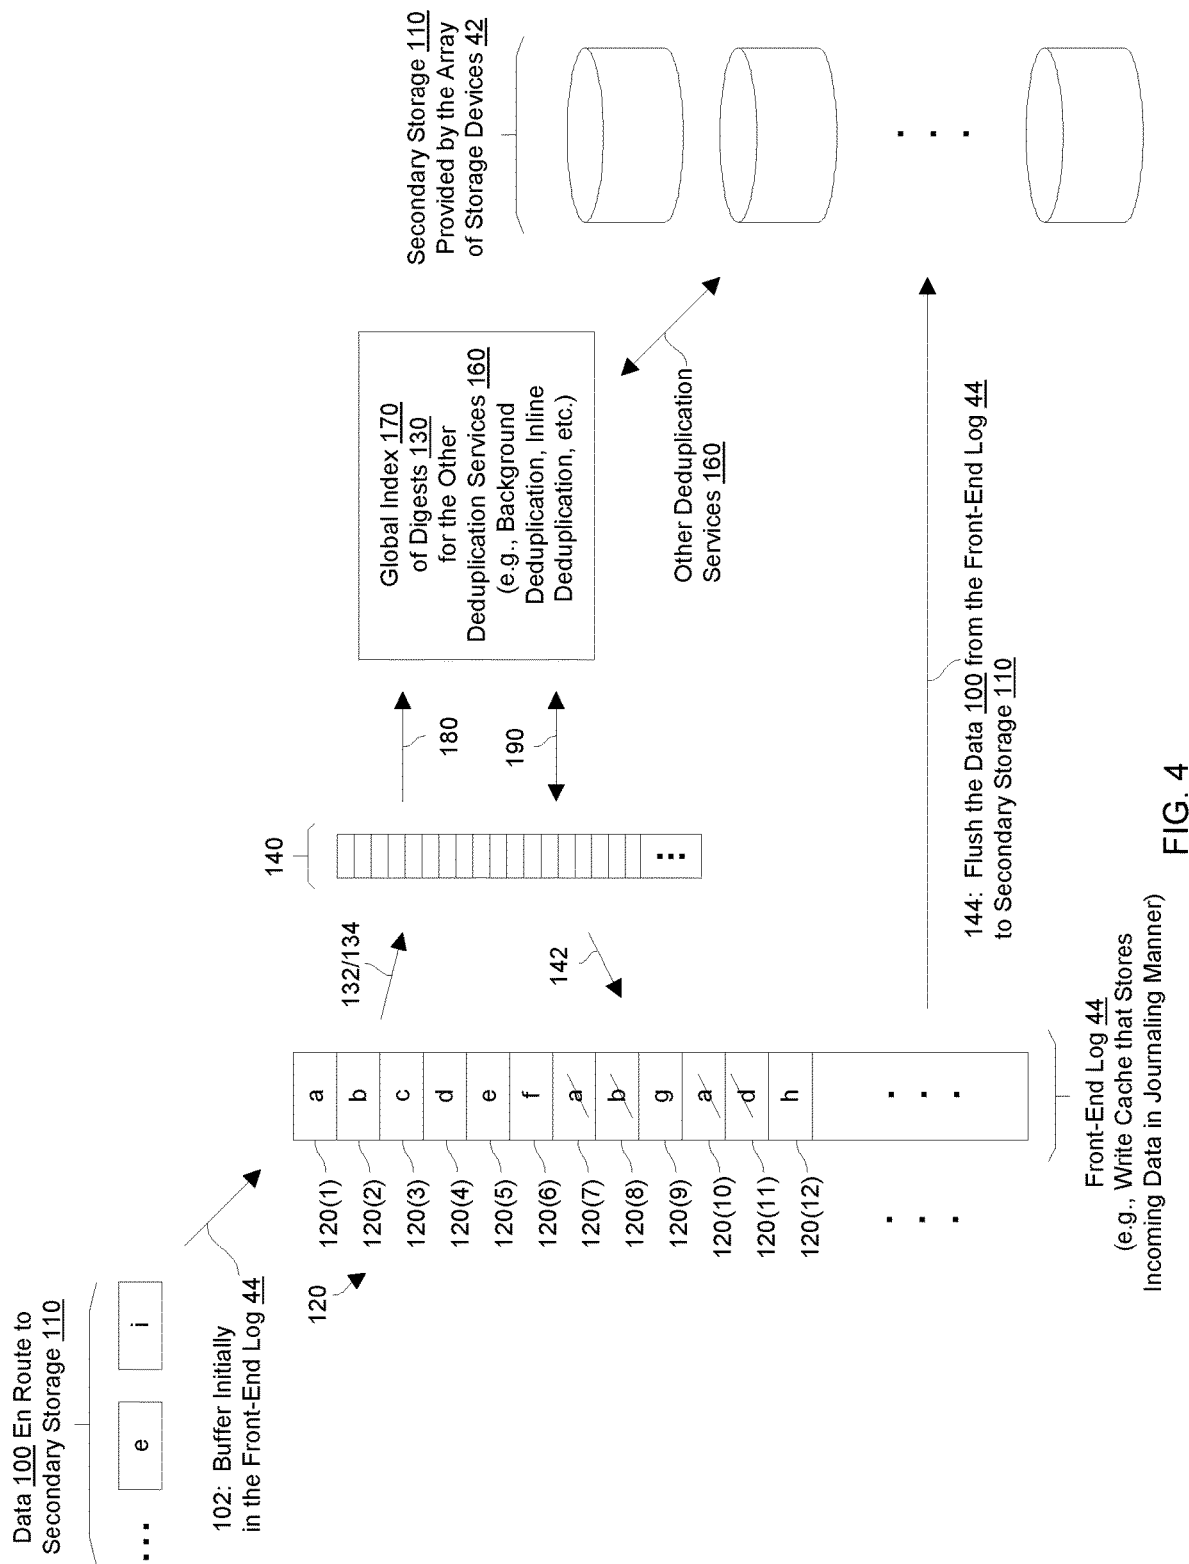 Data 100 En Route to
Secondary Storage 110
e
i
102: Buffer Initially
in the Front-End Log 44
120
120(1)
120(2)
120(3)
120(4)
120(5)
120(6)
120(7)
120(8)
120(9)
120(10)
120(11)
120(12)
a
b
c
d
e
f
a
b
g
a
d
h
Front-End Log 44
(e.g., Write Cache that Stores
Incoming Data in Journaling Manner)
132/134
142
140
180
190
Global Index 170
of Digests 130
for the Other
Deduplication Services 160
(e.g., Background
Deduplication, Inline
Deduplication, etc.)
Other Deduplication
Services 160
144: Flush the Data 100 from the Front-End Log 44
to Secondary Storage 110
Secondary Storage 110
Provided by the Array
of Storage Devices 42
FIG. 4